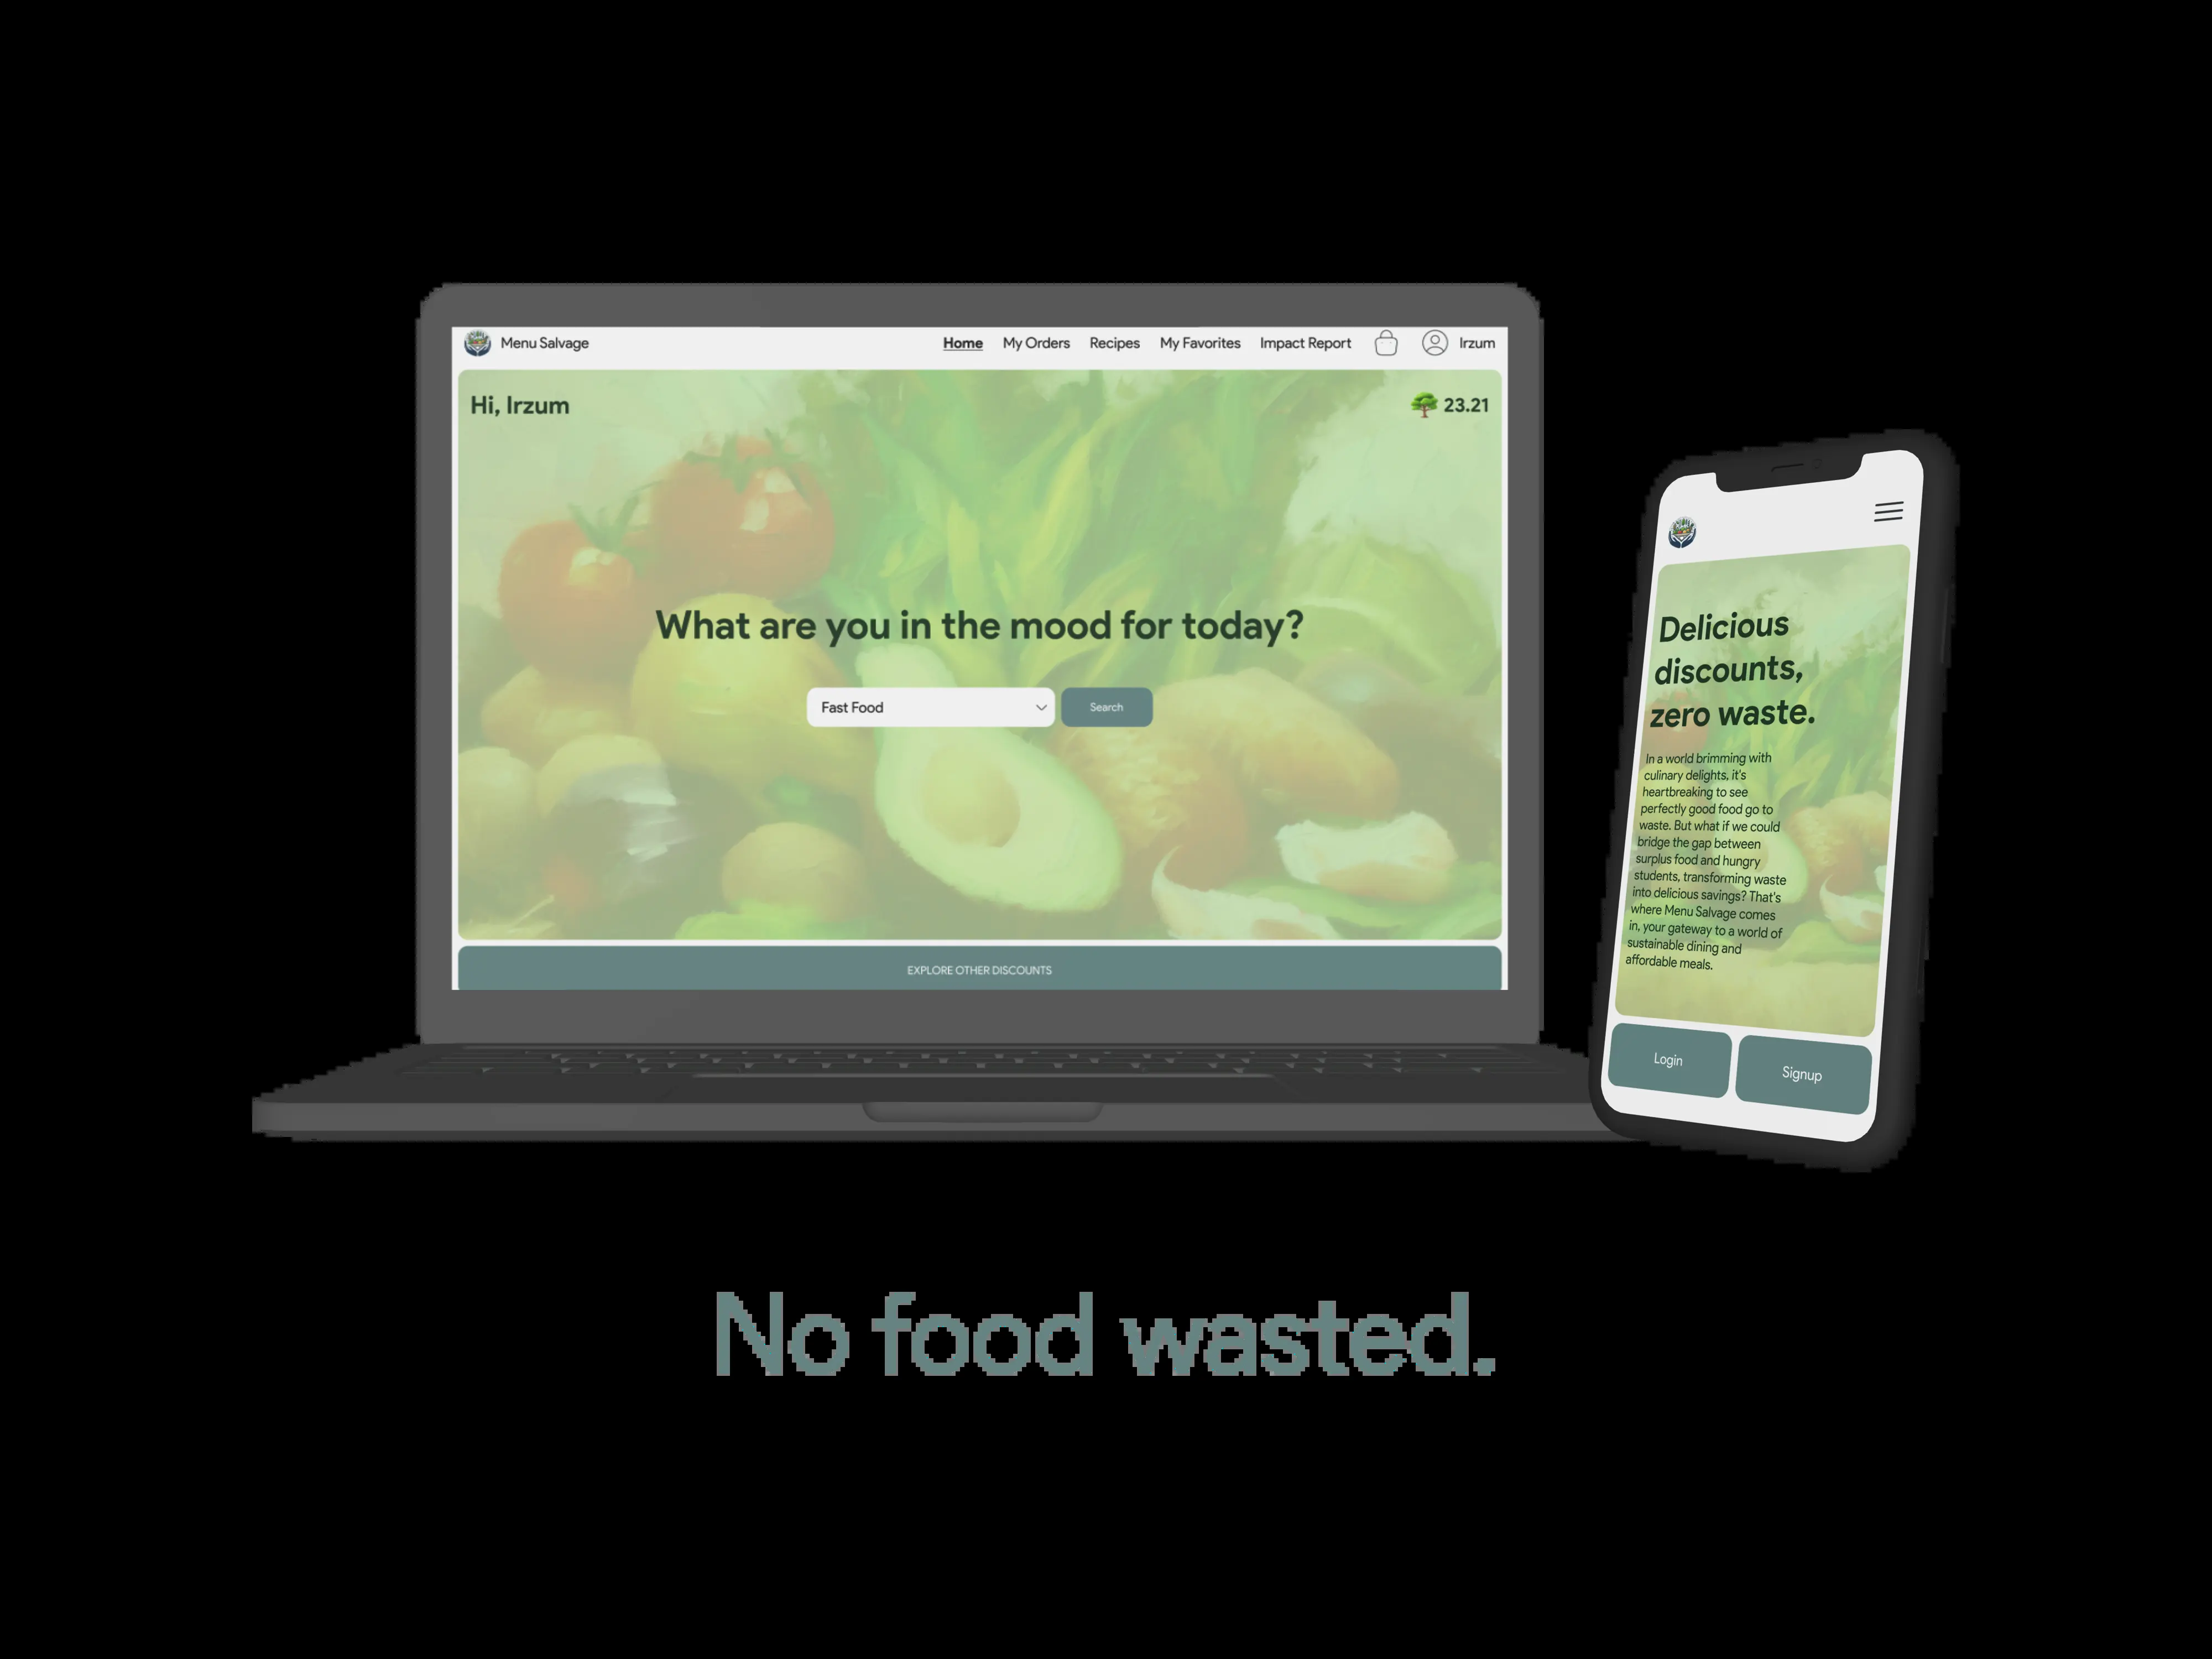 Menu Salvage
Home My Orders Recipes My Favorites Impact Report Irzum
Hi, Irzum
23.21
What are you in the mood for today?
Fast Food
Search
EXPLORE OTHER DISCOUNTS
Delicious
discounts,
zero waste.
In a world brimming with
culinary delights, it's
heartbreaking to see
perfectly good food go to
waste. But what if we could
bridge the gap between
surplus food and hungry
students, transforming waste
into delicious savings? That's
where Menu Salvage comes
in, your gateway to a world of
sustainable dining and
affordable meals.
Login
Signup
No food wasted.